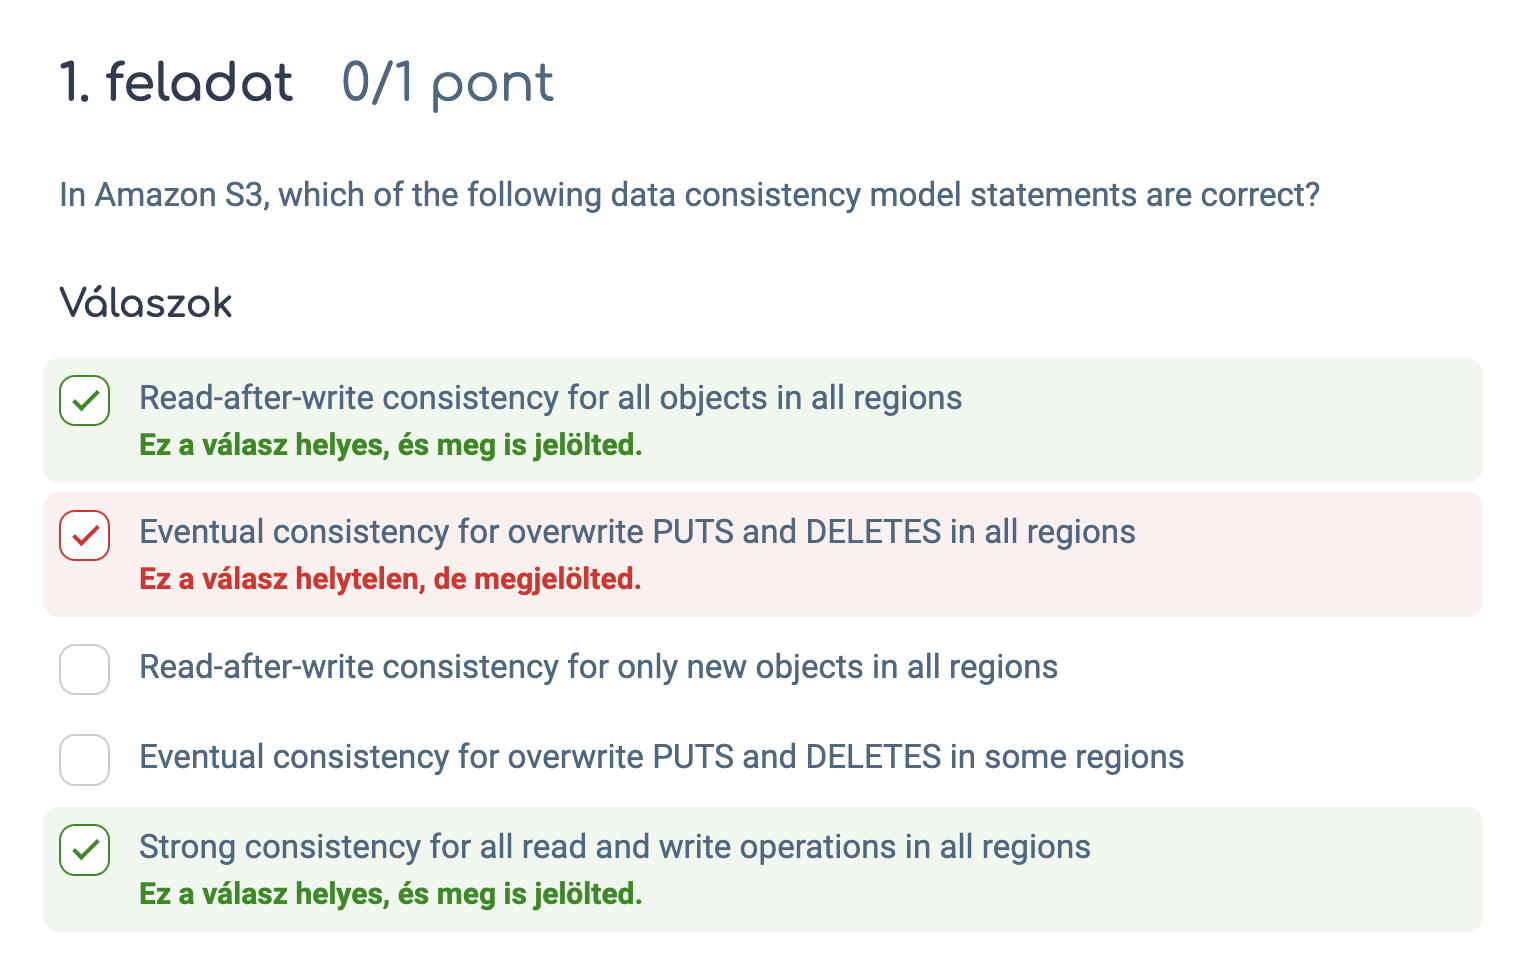 1. feladat 0/1 pont
In Amazon S3, which of the following data consistency model statements are correct?
Válaszok
Read-after-write consistency for all objects in all regions
Ez a válasz helyes, és meg is jelölted.
Eventual consistency for overwrite PUTS and DELETES in all regions
Ez a válasz helytelen, de megjelölted.
Read-after-write consistency for only new objects in all regions
Eventual consistency for overwrite PUTS and DELETES in some regions
Strong consistency for all read and write operations in all regions
Ez a válasz helyes, és meg is jelölted.